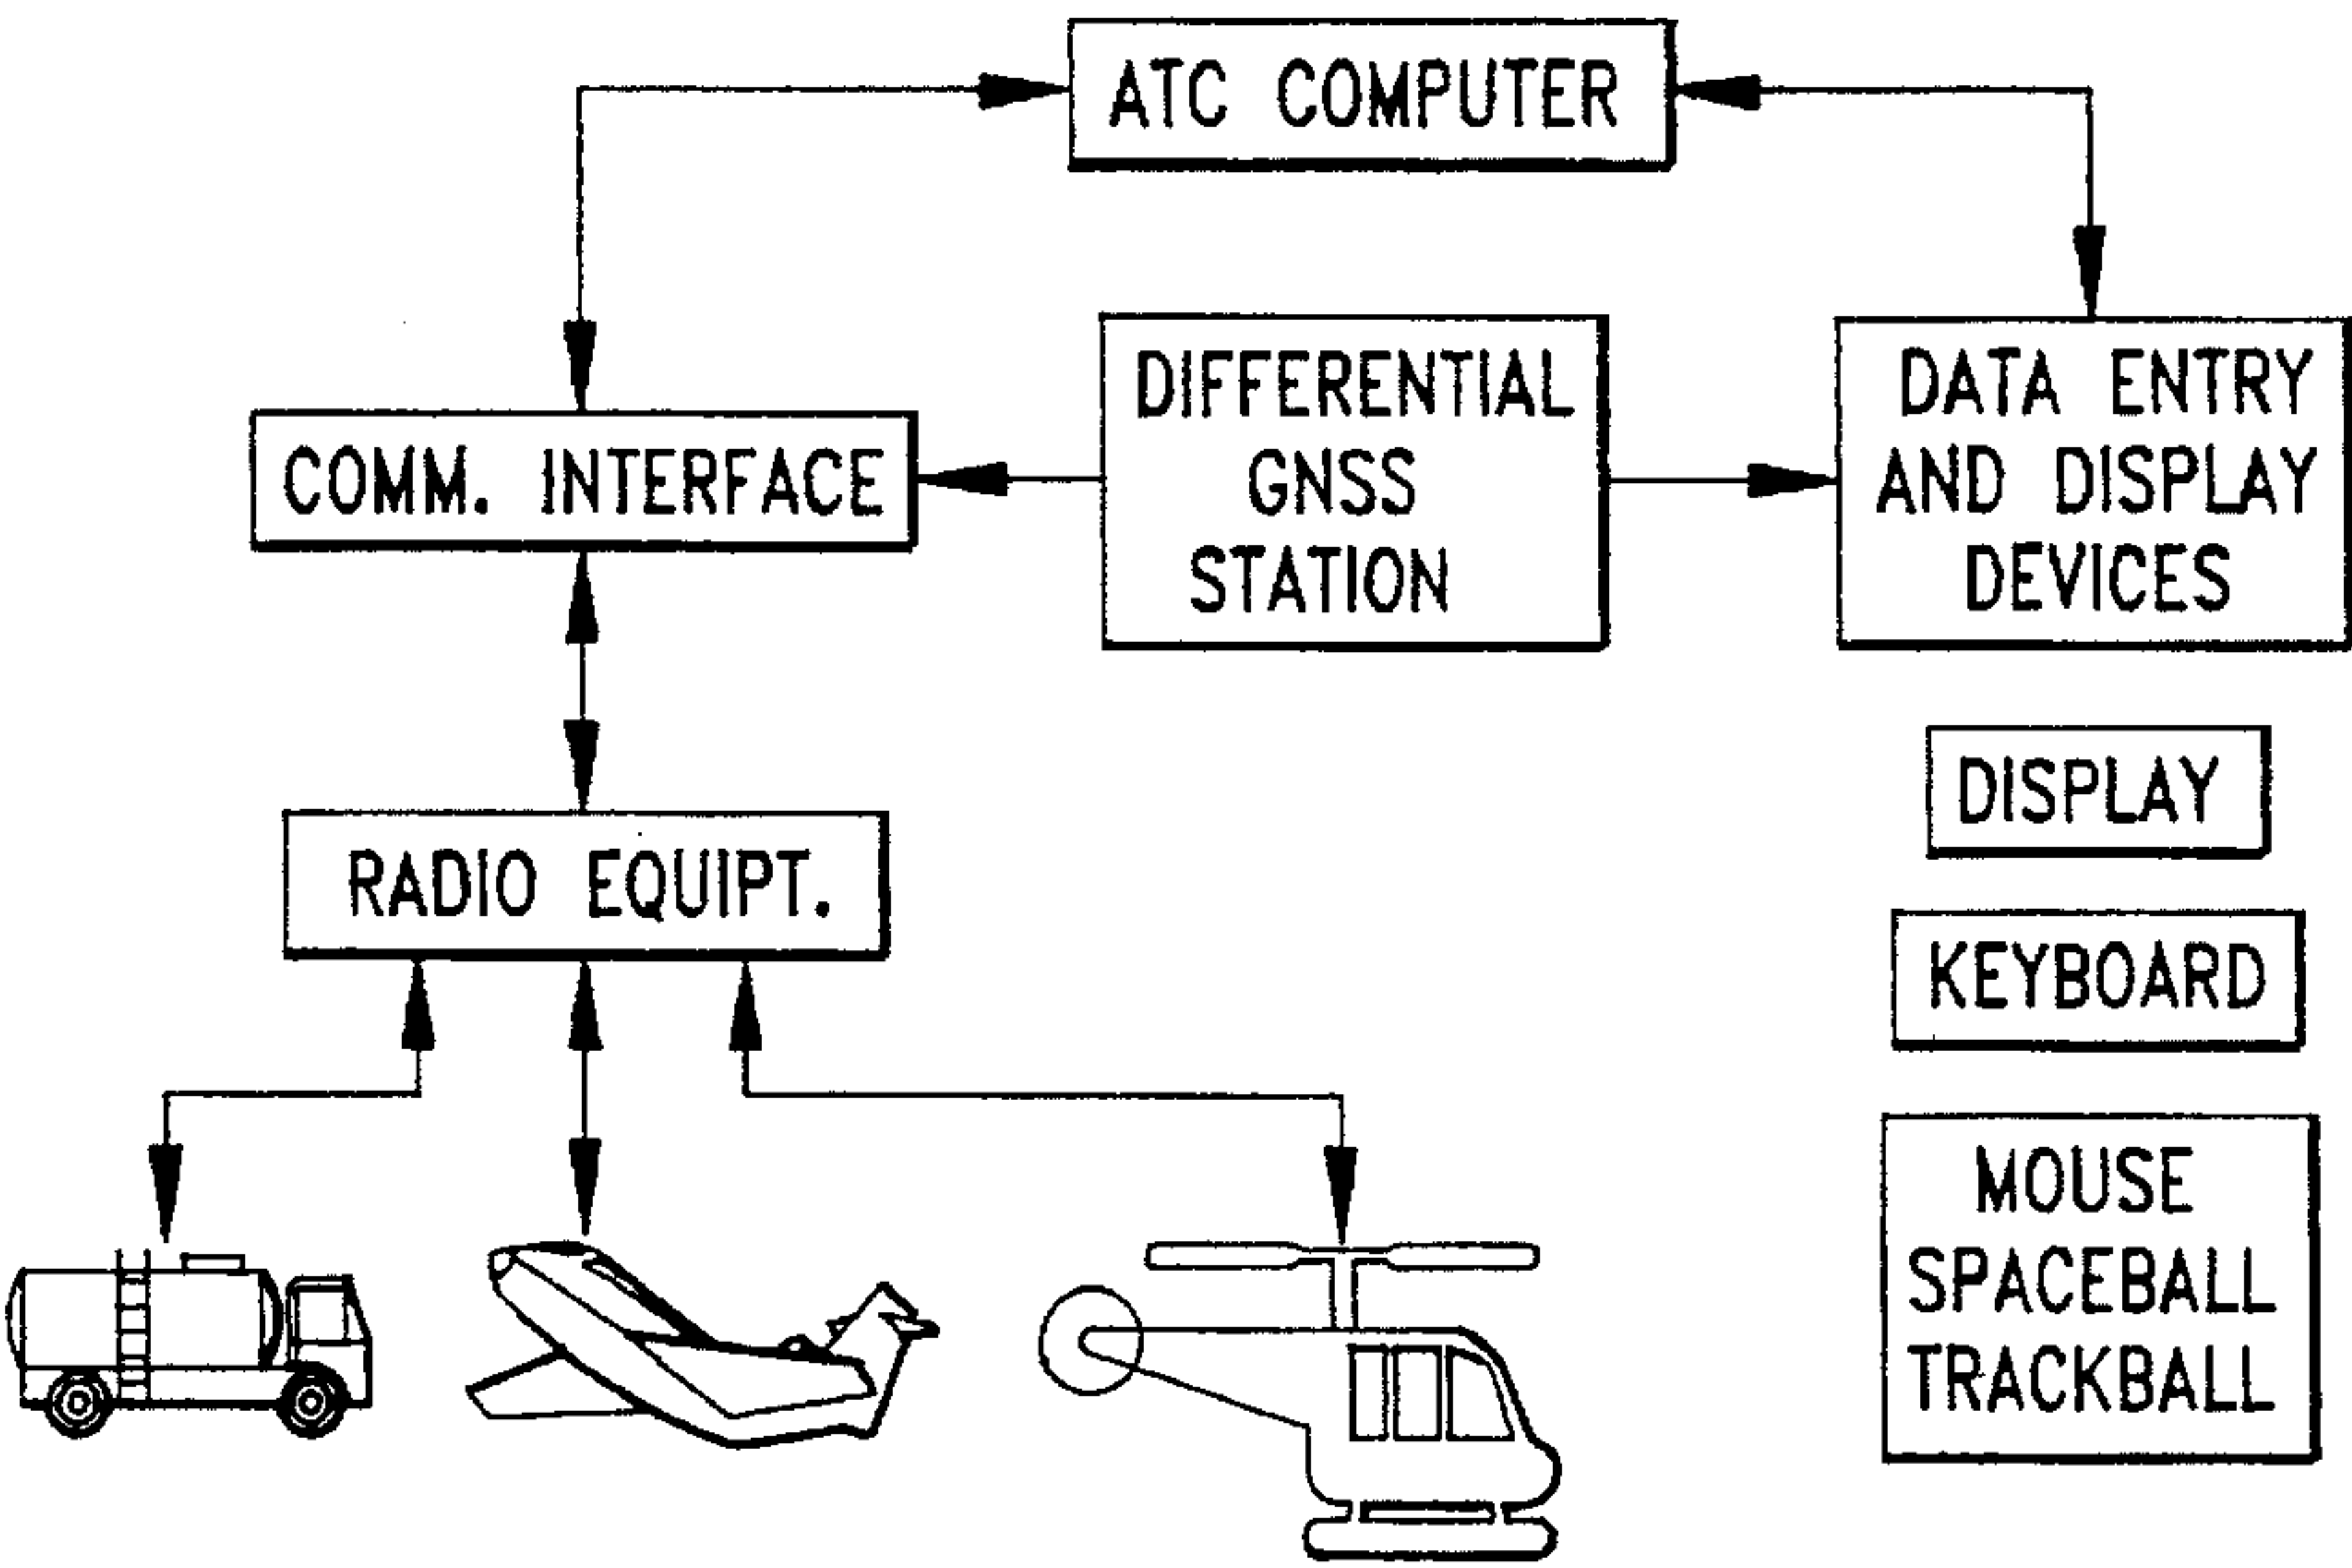 ATC COMPUTER
COMM. INTERFACE
DIFFERENTIAL
GNSS
STATION
DATA ENTRY
AND DISPLAY
DEVICES
RADIO EQUIPT.
DISPLAY
KEYBOARD
MOUSE
SPACEBALL
TRACKBALL